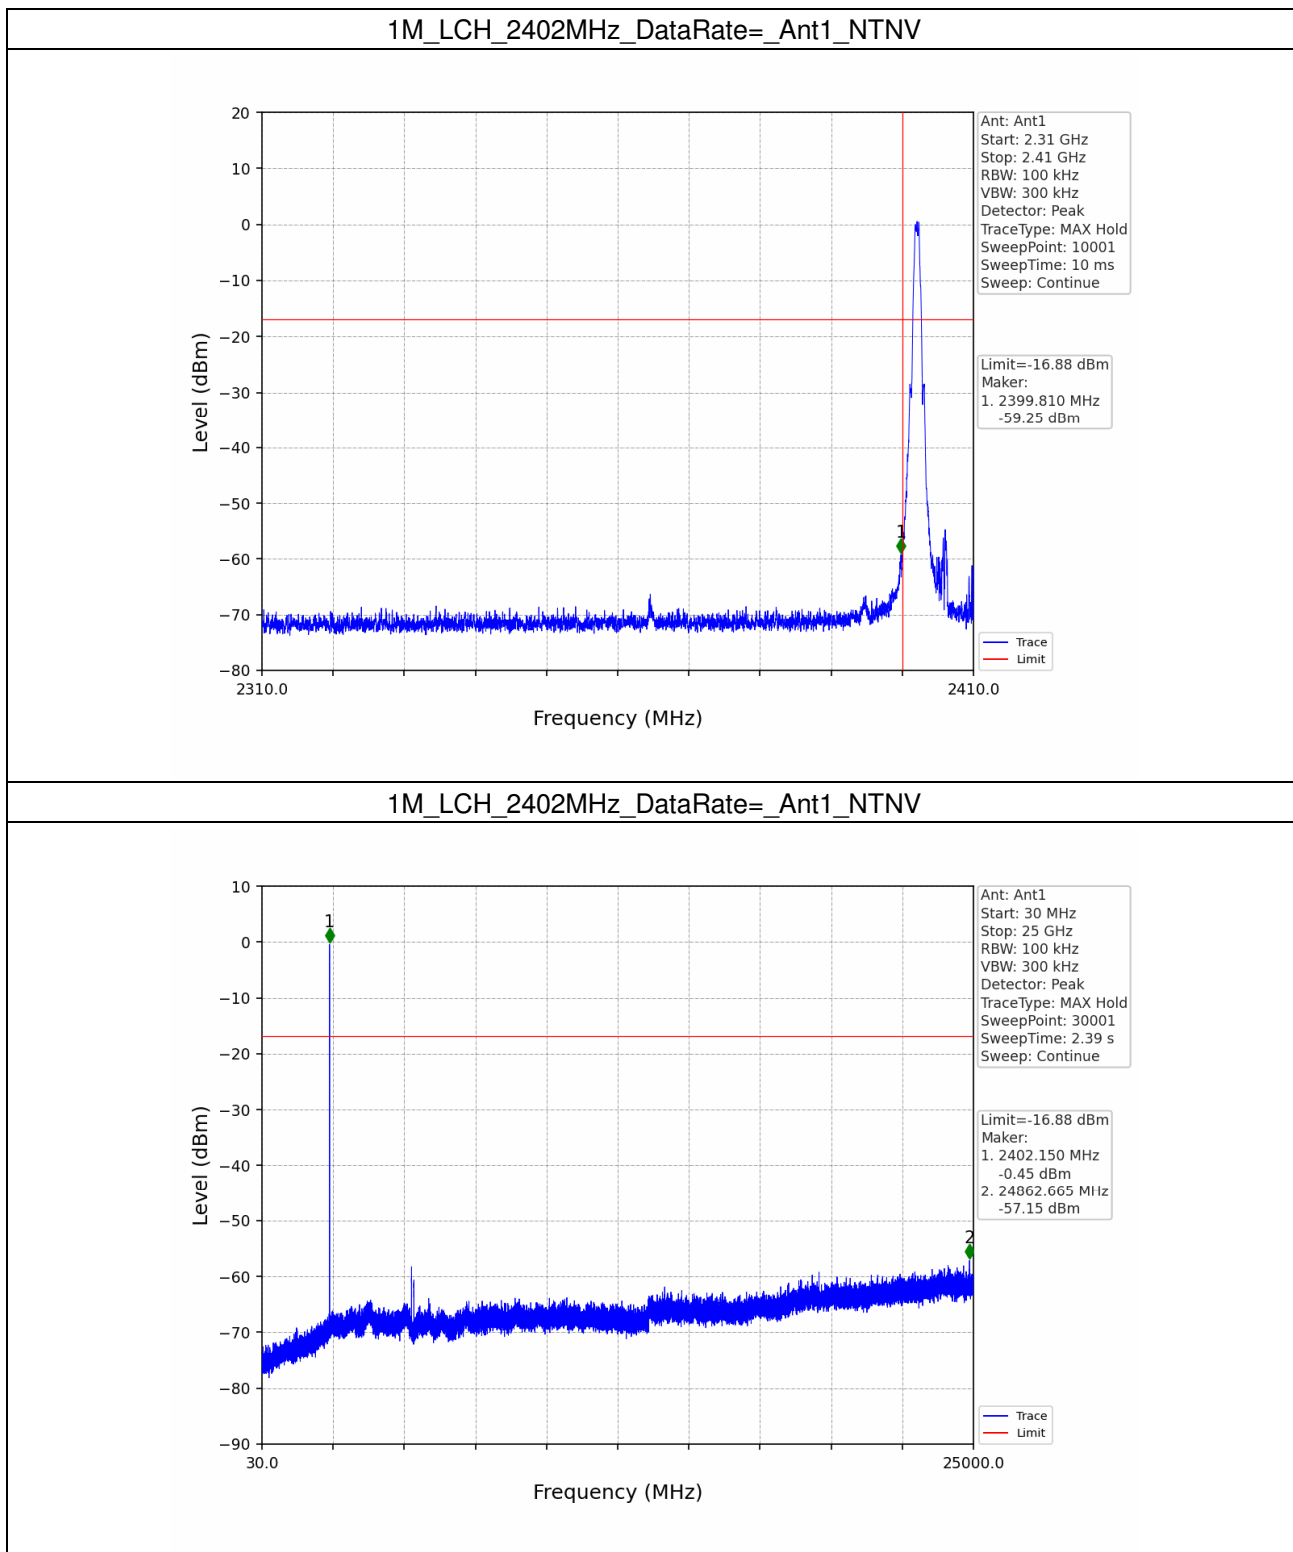 1M_LCH_2402MHz_DataRate=_Ant1_NTNV
20
10
0
−10
−20
−30
−40
−50
−60
−70
−80
Level (dBm)
1
2310.0
2410.0
Frequency (MHz)
Ant: Ant1
Start: 2.31 GHz
Stop: 2.41 GHz
RBW: 100 kHz
VBW: 300 kHz
Detector: Peak
TraceType: MAX Hold
SweepPoint: 10001
SweepTime: 10 ms
Sweep: Continue
Limit=-16.88 dBm
Maker:
1. 2399.810 MHz
-59.25 dBm
Trace
Limit
1M_LCH_2402MHz_DataRate=_Ant1_NTNV
10
0
−10
−20
−30
−40
−50
−60
−70
−80
−90
Level (dBm)
1
2
30.0
25000.0
Frequency (MHz)
Ant: Ant1
Start: 30 MHz
Stop: 25 GHz
RBW: 100 kHz
VBW: 300 kHz
Detector: Peak
TraceType: MAX Hold
SweepPoint: 30001
SweepTime: 2.39 s
Sweep: Continue
Limit=-16.88 dBm
Maker:
1. 2402.150 MHz
-0.45 dBm
2. 24862.665 MHz
-57.15 dBm
Trace
Limit